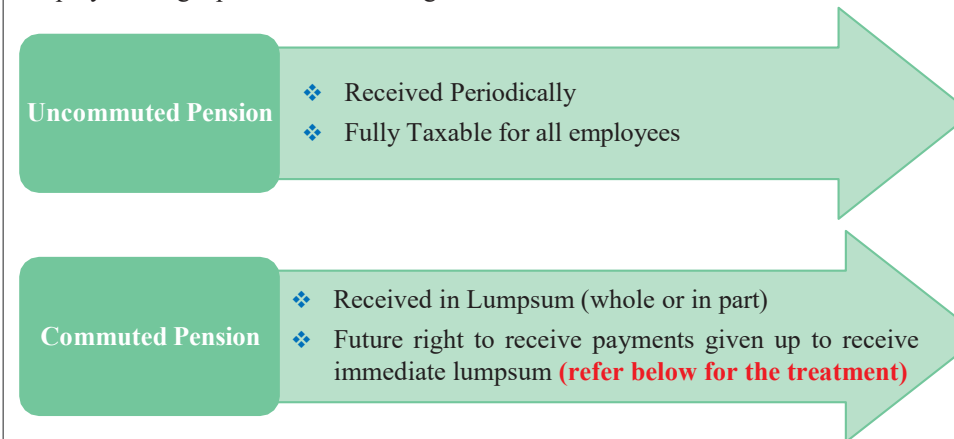 Uncommuted Pension
❖ Received Periodically
❖ Fully Taxable for all employees
Commuted Pension
❖ Received in Lumpsum (whole or in part)
❖ Future right to receive payments given up to receive
immediate lumpsum (refer below for the treatment)